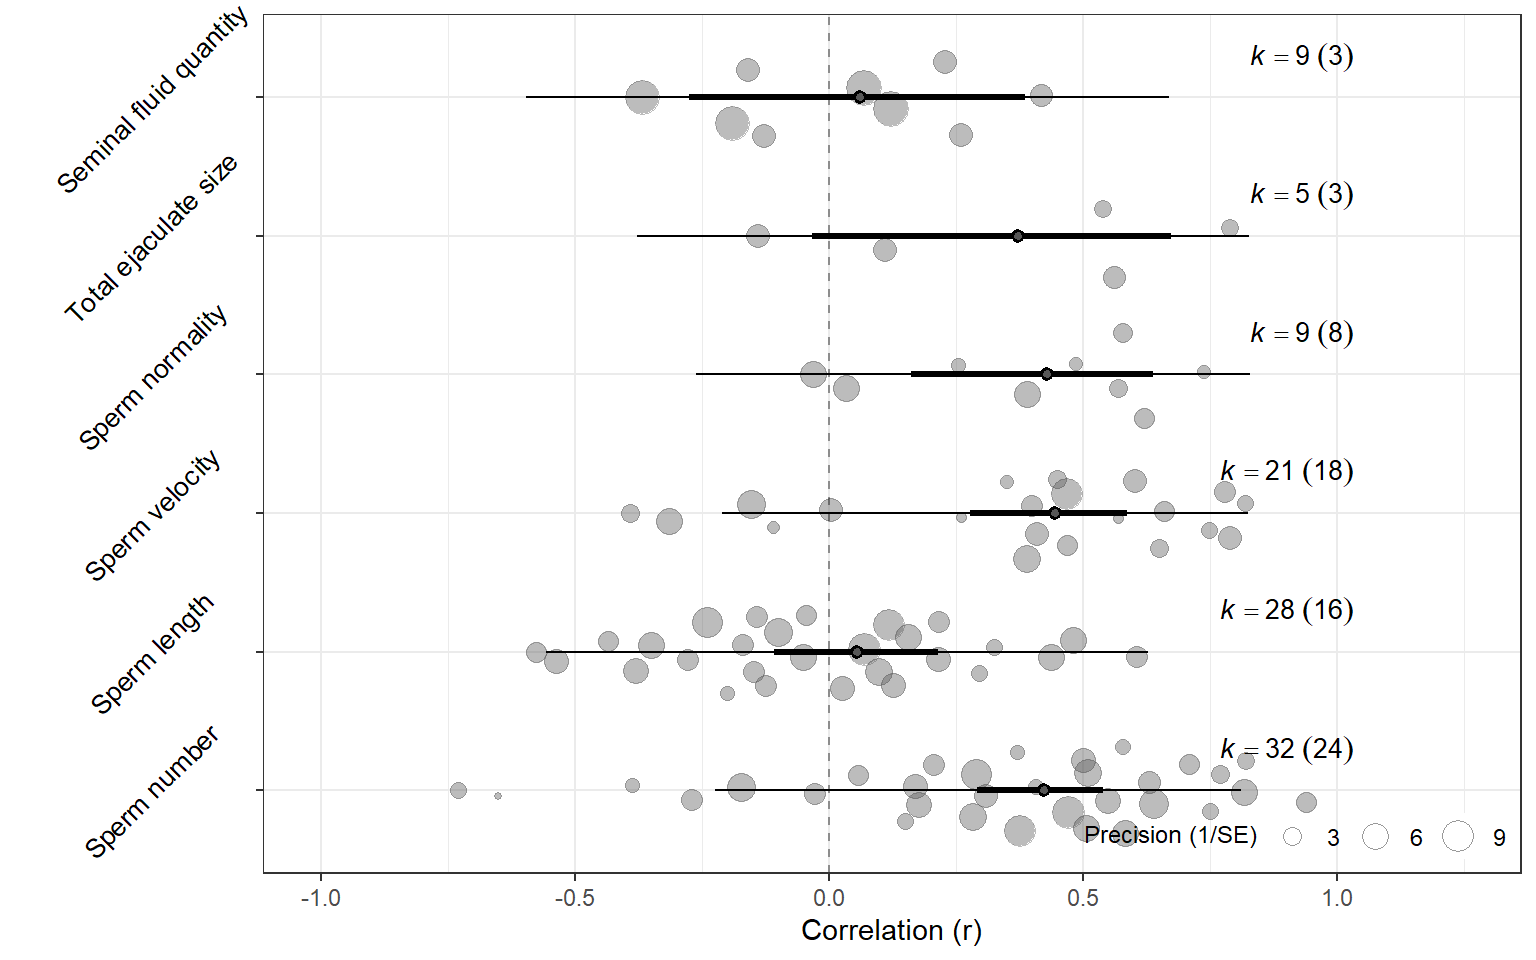 Seminal fluid quantity
k = 9 (3)
Total ejaculate size
k = 5 (3)
Sperm normality
k = 9 (8)
Sperm velocity
k = 21 (18)
Sperm length
k = 28 (16)
Sperm number
k = 32 (24)
Precision (1/SE) 3 6 9
-1.0 -0.5 0.0 0.5 1.0
Correlation (r)